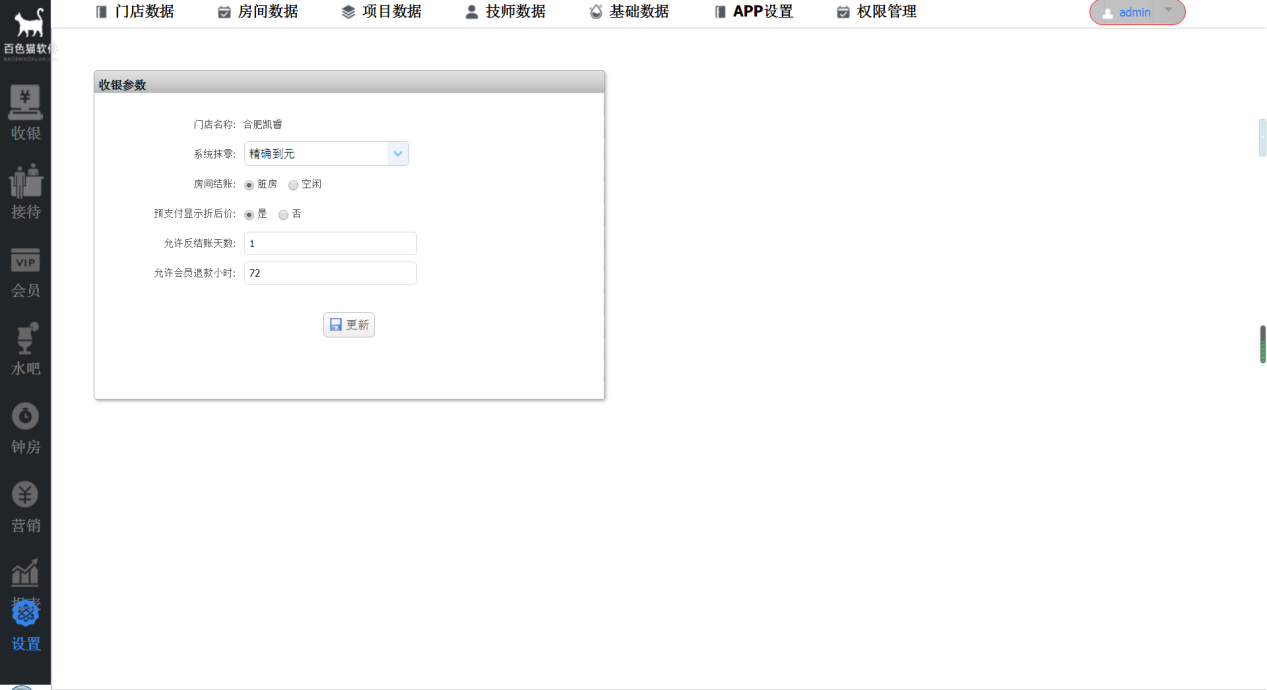 门店数据 房间数据 项目数据 技师数据 基础数据 APP设置 权限管理 admin
百色猫软件
收银
接待
VIP
会员
水吧
钟房
营销
报表
设置
收银参数
门店名称: 合肥凯睿
系统抹零: 精确到元
房间结账: 脏房 空闲
预支付显示折后价: 是 否
允许反结账天数: 1
允许会员退款小时: 72
更新